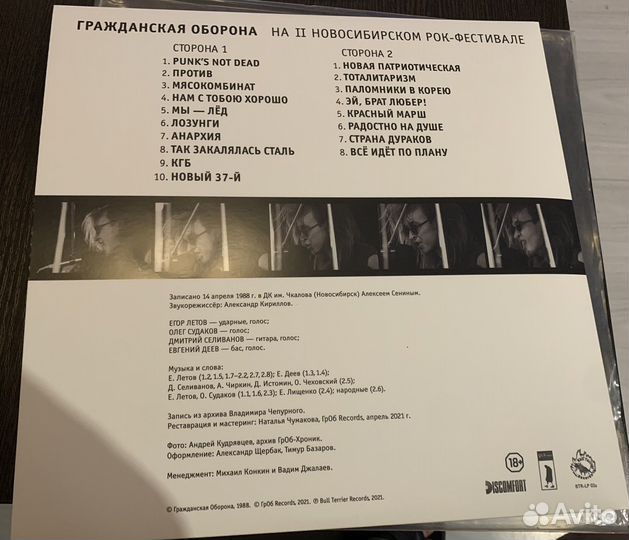 ГРАЖДАНСКАЯ ОБОРОНА НА II НОВОСИБИРСКОМ РОК-ФЕСТИВАЛЕ
СТОРОНА 1
1. PUNK'S NOT DEAD
2. ПРОТИВ
3. МЯСОКОМБИНАТ
4. НАМ С ТОБОЮ ХОРОШО
5. МЫ — ЛЁД
6. ЛОЗУНГИ
7. АНАРХИЯ
8. ТАК ЗАКАЛЯЛАСЬ СТАЛЬ
9. КГБ
10. НОВЫЙ 37-Й
СТОРОНА 2
1. НОВАЯ ПАТРИОТИЧЕСКАЯ
2. ТОТАЛИТАРИЗМ
3. ПАЛОМНИКИ В КОРЕЮ
4. ЭЙ, БРАТ ЛЮБЕР!
5. КРАСНЫЙ МАРШ
6. РАДОСТНО НА ДУШЕ
7. СТРАНА ДУРАКОВ
8. ВСЁ ИДЁТ ПО ПЛАНУ
Записано 14 апреля 1988 г. в ДК им. Чкалова (Новосибирск) Алексеем Сениным.
Звукорежиссёр: Александр Кириллов.
ЕГОР ЛЕТОВ — ударные, голос;
ОЛЕГ СУДАКОВ — голос;
ДМИТРИЙ СЕЛИВАНОВ — гитара, голос;
ЕВГЕНИЙ ДЕЕВ — бас, голос.
Музыка и слова:
Е. Летов (1.2, 1.5, 1.7–2.2, 2.7, 2.8); Е. Деев (1.3, 1.4);
Д. Селиванов, А. Чиркин, Д. Истомин, О. Чеховский (2.5);
Е. Летов, О. Судаков (1.1, 1.6, 2.3); Е. Лищенко (2.4); народные (2.6).
Запись из архива Владимира Чепурного.
Реставрация и мастеринг: Наталья Чумакова, ГрОб Records, апрель 2021 г.
Фото: Андрей Кудрявцев, архив ГрОб-Хроник.
Оформление: Александр Щербак, Тимур Базаров.
Менеджмент: Михаил Конкин и Вадим Джалаев.
© Гражданская Оборона, 1988. © ГрОб Records, 2021. ℗ Bull Terrier Records, 2021.
18+
DISCOMFORT
Avito